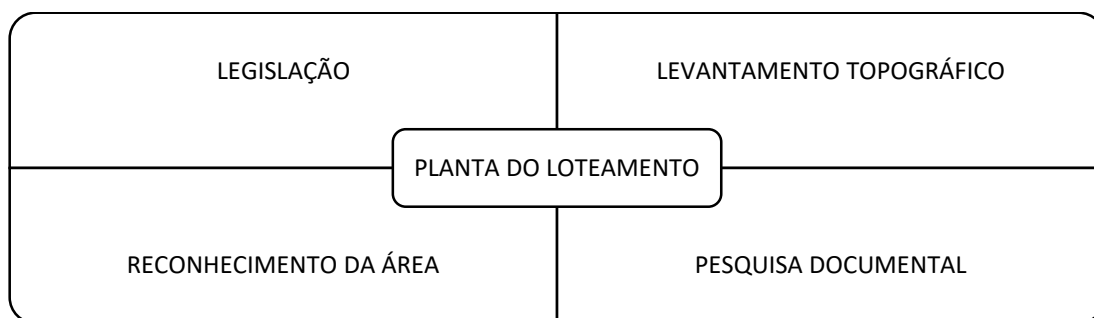 LEGISLAÇÃO
LEVANTAMENTO TOPOGRÁFICO
PLANTA DO LOTEAMENTO
RECONHECIMENTO DA ÁREA
PESQUISA DOCUMENTAL